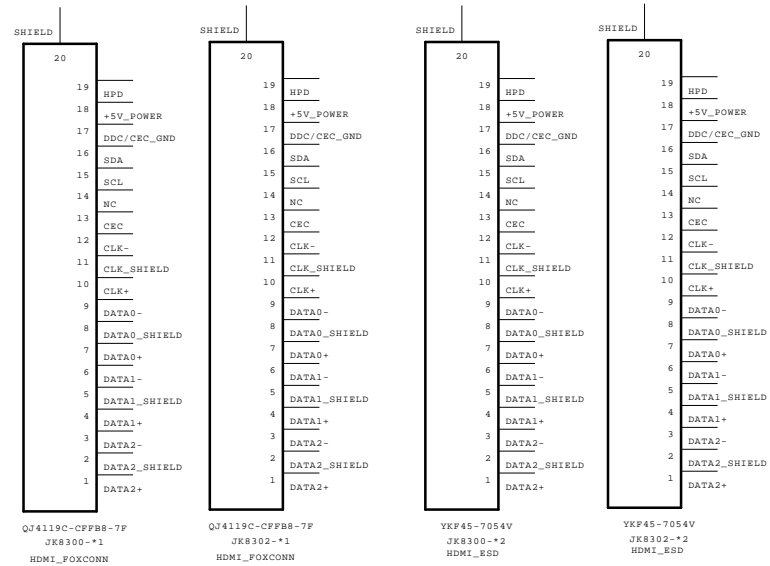 SHIELD
20
19
HPD
18
+5V_POWER
17
DDC/CEC_GND
16
SDA
15
SCL
14
NC
13
CEC
12
CLK-
11
CLK_SHIELD
10
CLK+
9
DATA0-
8
DATA0_SHIELD
7
DATA0+
6
DATA1-
5
DATA1_SHIELD
4
DATA1+
3
DATA2-
2
DATA2_SHIELD
1
DATA2+
QJ4119C-CFFB8-7F
JK8300-*1
HDMI_FOXCONN
SHIELD
20
19
HPD
18
+5V_POWER
17
DDC/CEC_GND
16
SDA
15
SCL
14
NC
13
CEC
12
CLK-
11
CLK_SHIELD
10
CLK+
9
DATA0-
8
DATA0_SHIELD
7
DATA0+
6
DATA1-
5
DATA1_SHIELD
4
DATA1+
3
DATA2-
2
DATA2_SHIELD
1
DATA2+
QJ4119C-CFFB8-7F
JK8302-*1
HDMI_FOXCONN
SHIELD
20
19
HPD
18
+5V_POWER
17
DDC/CEC_GND
16
SDA
15
SCL
14
NC
13
CEC
12
CLK-
11
CLK_SHIELD
10
CLK+
9
DATA0-
8
DATA0_SHIELD
7
DATA0+
6
DATA1-
5
DATA1_SHIELD
4
DATA1+
3
DATA2-
2
DATA2_SHIELD
1
DATA2+
YKF45-7054V
JK8300-*2
HDMI_ESD
SHIELD
20
19
HPD
18
+5V_POWER
17
DDC/CEC_GND
16
SDA
15
SCL
14
NC
13
CEC
12
CLK-
11
CLK_SHIELD
10
CLK+
9
DATA0-
8
DATA0_SHIELD
7
DATA0+
6
DATA1-
5
DATA1_SHIELD
4
DATA1+
3
DATA2-
2
DATA2_SHIELD
1
DATA2+
YKF45-7054V
JK8302-*2
HDMI_ESD